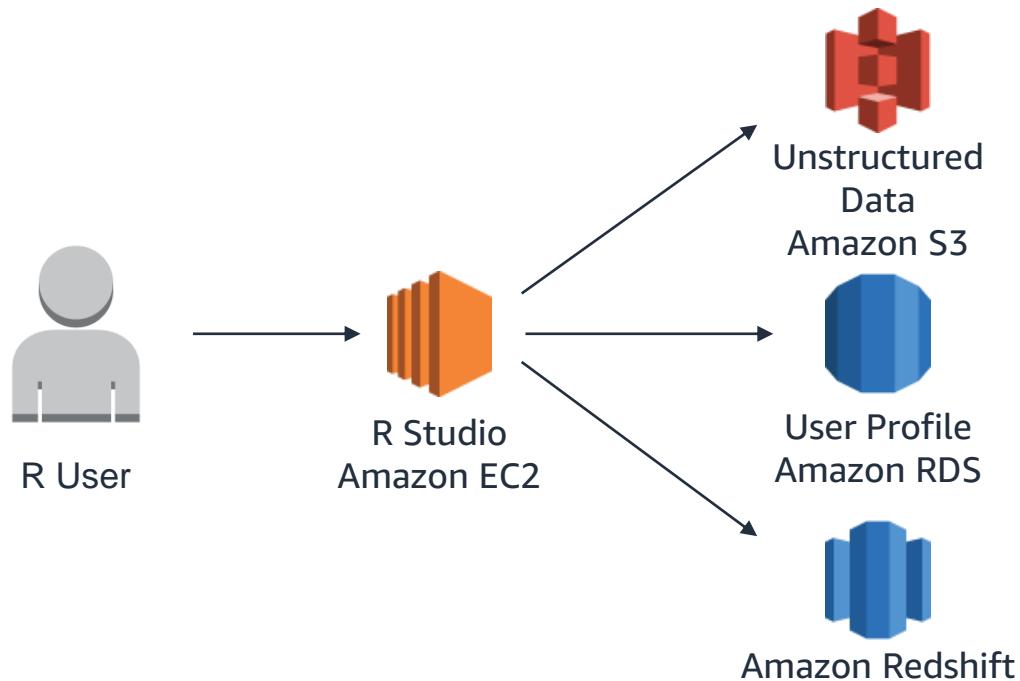 R User
R Studio
Amazon EC2
Unstructured
Data
Amazon S3
User Profile
Amazon RDS
Amazon Redshift